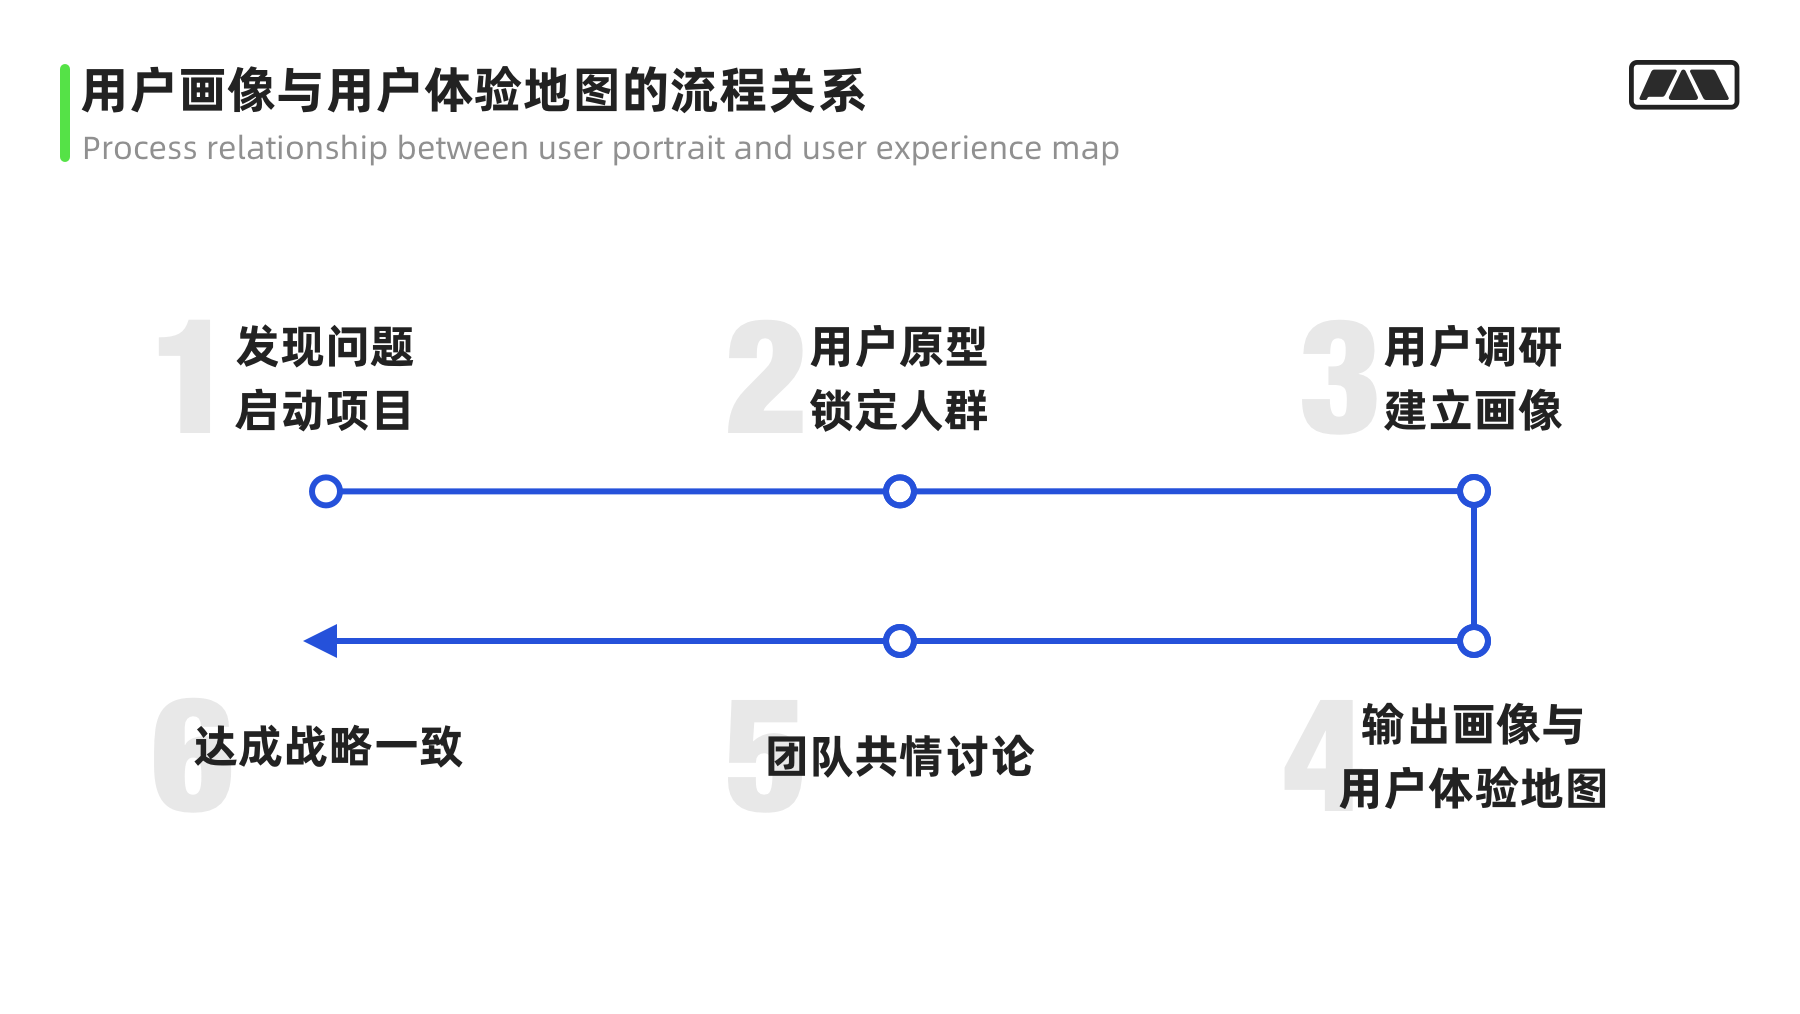 用户画像与用户体验地图的流程关系
Process relationship between user portrait and user experience map
1
发现问题
启动项目
2
用户原型
锁定人群
3
用户调研
建立画像
6
达成战略一致
5
团队共情讨论
4
输出画像与
用户体验地图